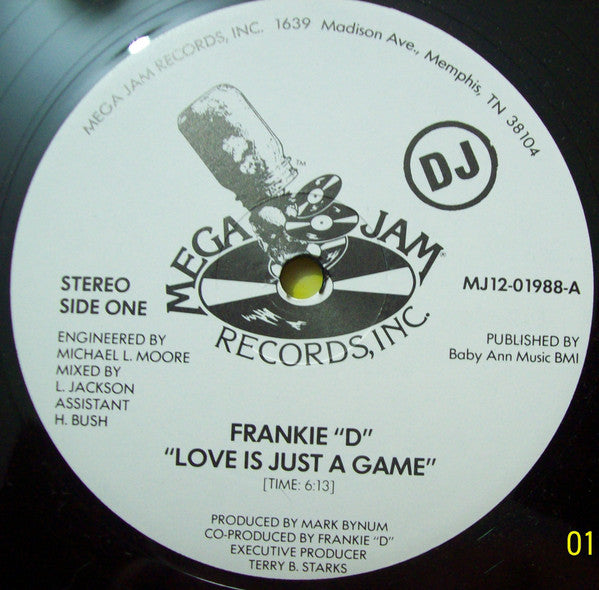 MEGA JAM RECORDS, INC. 1639 Madison Ave., Memphis, TN 38104
DJ
TM
MEGA JAM®
RECORDS, INC.
STEREO
SIDE ONE
MJ12-01988-A
ENGINEERED BY
MICHAEL L. MOORE
MIXED BY
L. JACKSON
ASSISTANT
H. BUSH
PUBLISHED BY
Baby Ann Music BMI
FRANKIE "D"
"LOVE IS JUST A GAME"
[TIME: 6:13]
PRODUCED BY MARK BYNUM
CO-PRODUCED BY FRANKIE "D"
EXECUTIVE PRODUCER
TERRY B. STARKS
01